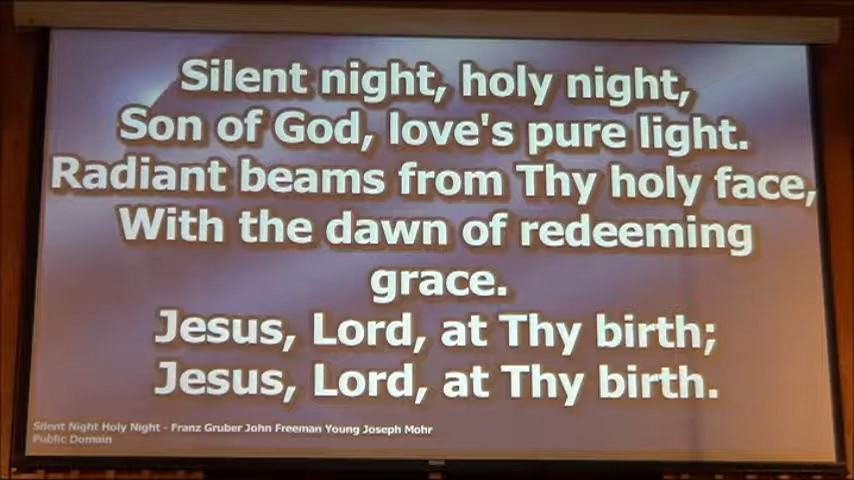 Silent night, holy night,
Son of God, love's pure light.
Radiant beams from Thy holy face,
With the dawn of redeeming
grace.
Jesus, Lord, at Thy birth;
Jesus, Lord, at Thy birth.
Silent Night Holy Night - Franz Gruber John Freeman Young Joseph Mohr
Public Domain